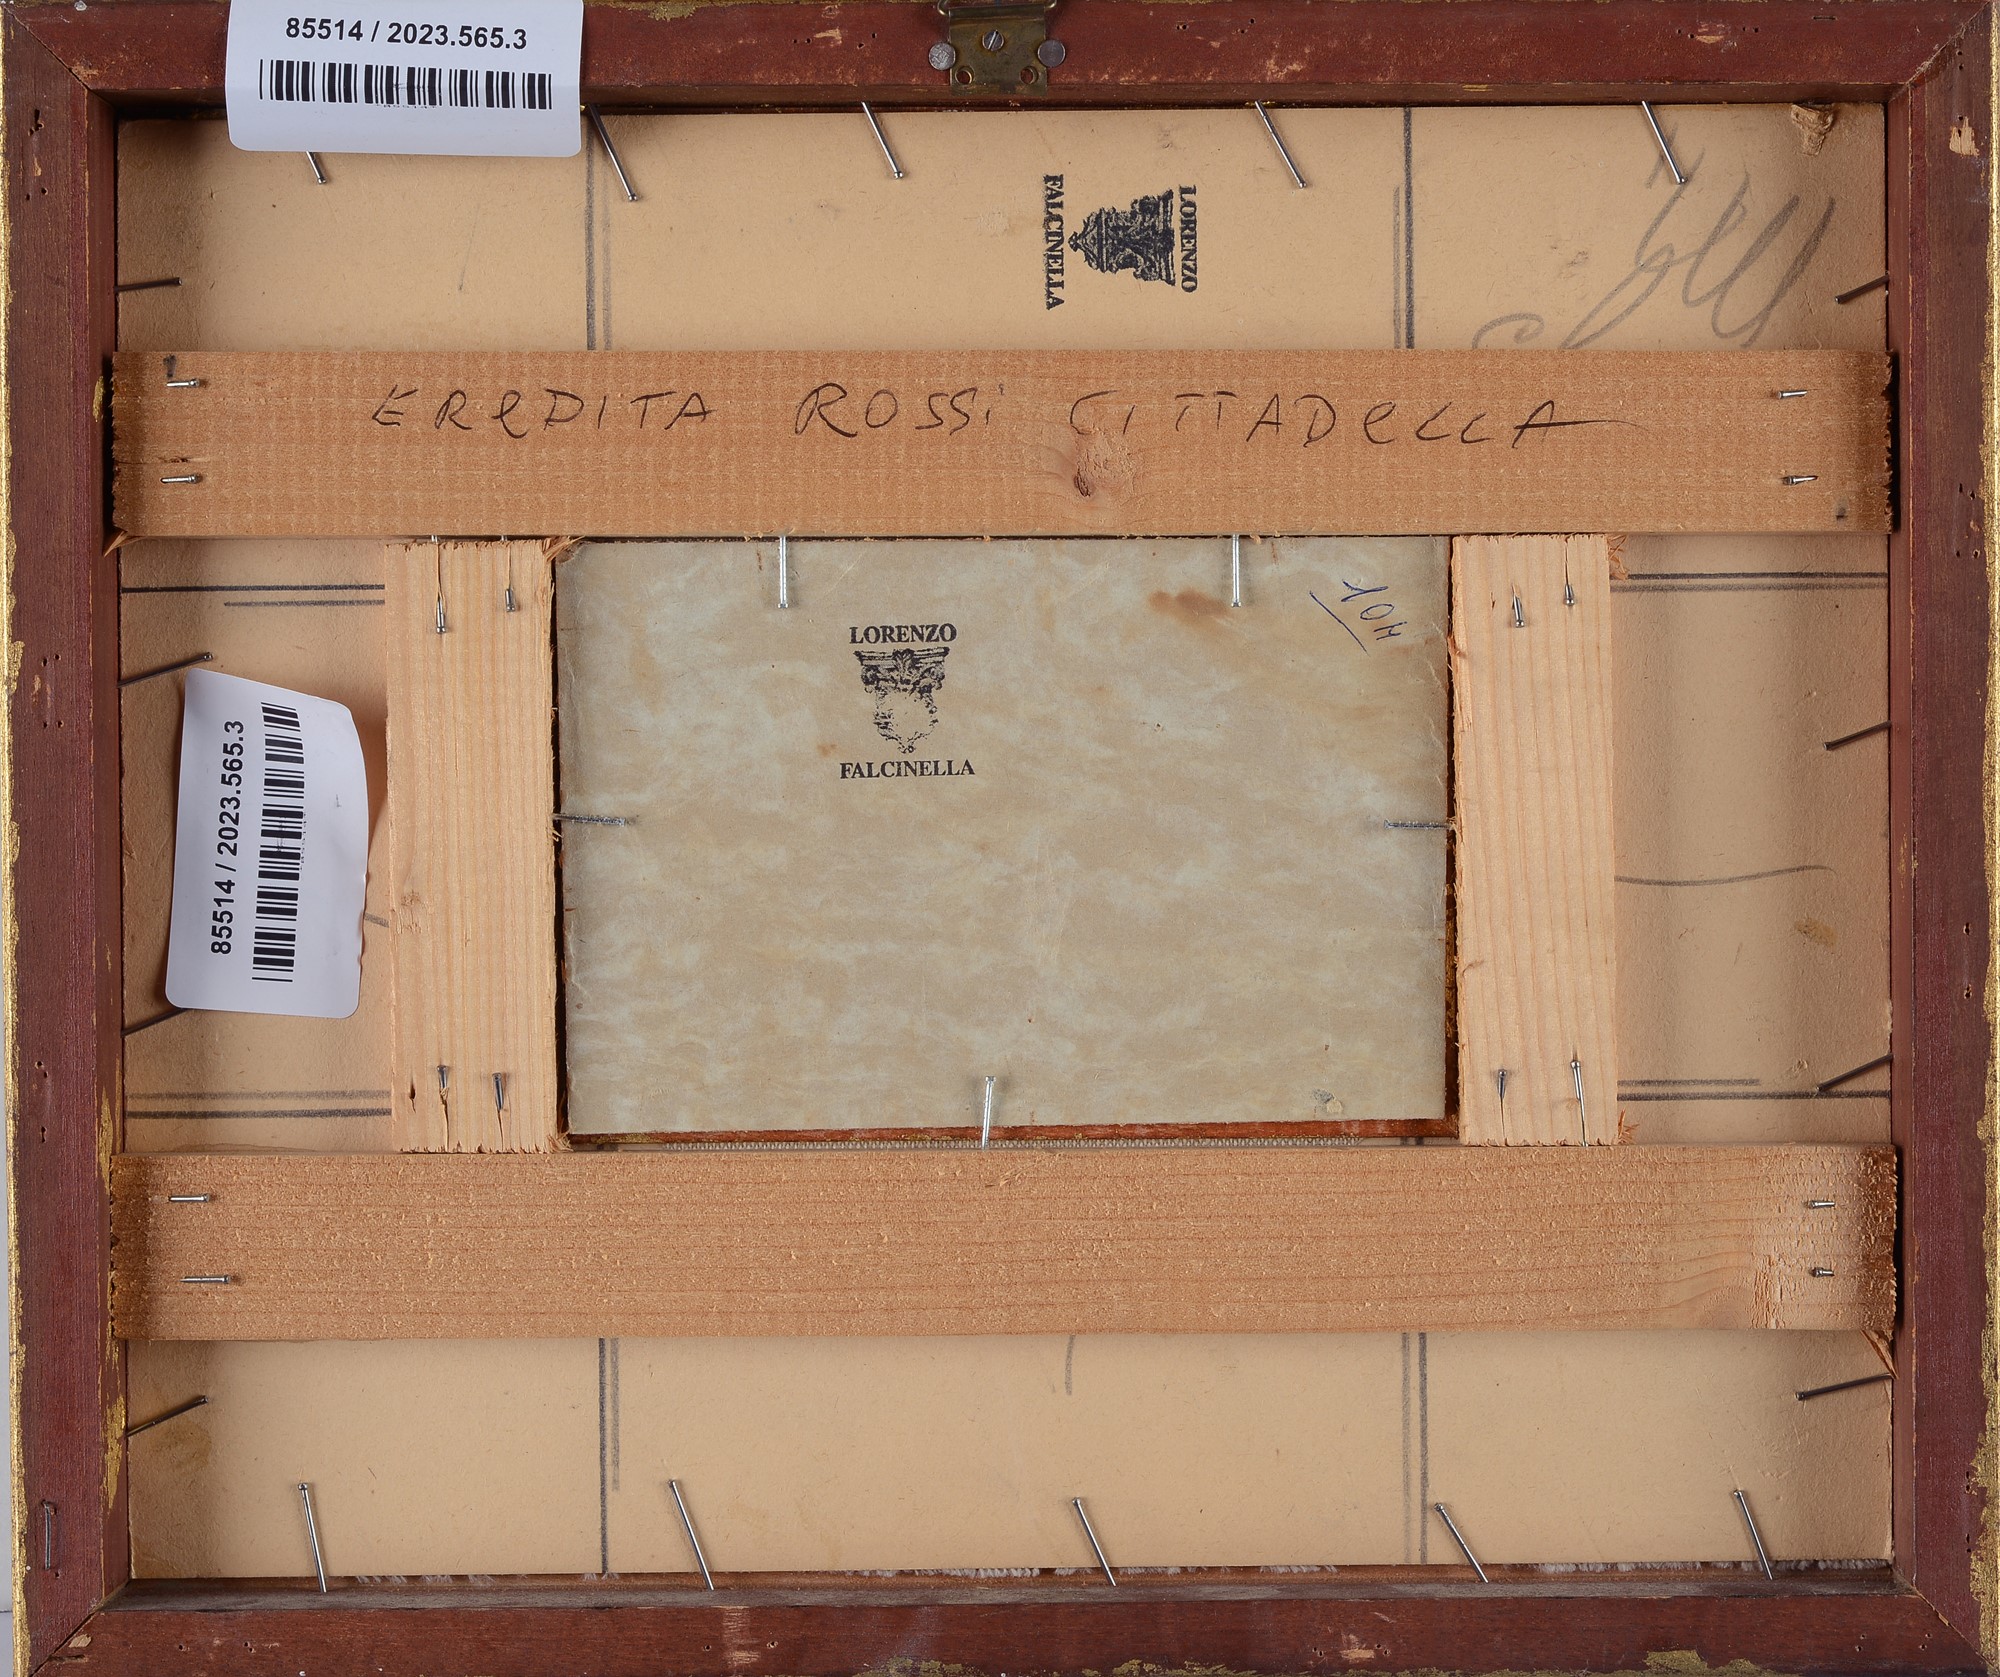 85514 / 2023.565.3
LORENZO
FALCINELLA
EReDITA ROSSi CITTADeLLA
LORENZO
FALCINELLA
85514 / 2023.565.3